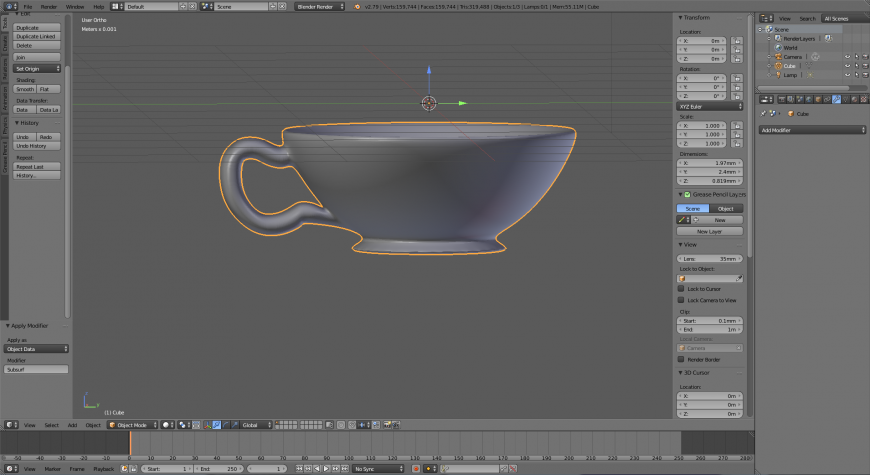 File Render Window Help Default Scene Blender Render v2.79 | Verts:159,744 | Faces:159,744 | Tris:319,488 | Objects:1/3 | Lamps:0/1 | Mem:55.11M | Cube
Edit
Duplicate
Duplicate Linked
Delete
Join
Set Origin
Shading:
Smooth Flat
Data Transfer:
Data Data La
History
Undo Redo
Undo History
Repeat:
Repeat Last
History...
Tools
Create
Relations
Animation
Physics
Grease Pencil
Apply Modifier
Apply as
Object Data
Modifier
Subsurf
User Ortho
Meters x 0.001
(1) Cube
Transform
Location:
X: 0m
Y: 0m
Z: 0m
Rotation:
X: 0°
Y: 0°
Z: 0°
XYZ Euler
Scale:
X: 1.000
Y: 1.000
Z: 1.000
Dimensions:
X: 1.97mm
Y: 2.4mm
Z: 0.819mm
Grease Pencil Layers
Scene Object
New
New Layer
View
Lens: 35mm
Lock to Object:
Lock to Cursor
Lock Camera to View
Clip:
Start: 0.1mm
End: 1m
Local Camera:
Camera
Render Border
3D Cursor
Location:
X: 0m
Y: 0m
Z: 0m
View Search All Scenes
Scene
RenderLayers
World
Camera
Cube
Lamp
Cube
Add Modifier
View Select Add Object Object Mode Global
-50 -40 -30 -20 -10 0 10 20 30 40 50 60 70 80 90 100 110 120 130 140 150 160 170 180 190 200 210 220 230 240 250 260 270 280
View Marker Frame Playback Start: 1 End: 250 1 No Sync